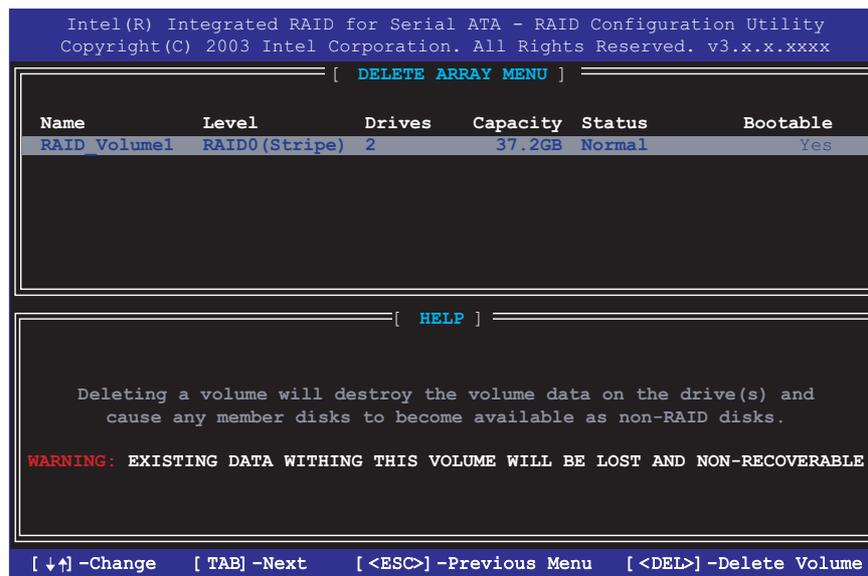 Intel(R) Integrated RAID for Serial ATA - RAID Configuration Utility
Copyright(C) 2003 Intel Corporation. All Rights Reserved. v3.x.x.xxxx
[ DELETE ARRAY MENU ]
Name Level Drives Capacity Status Bootable
RAID_Volume1 RAID0(Stripe) 2 37.2GB Normal Yes
[ HELP ]
Deleting a volume will destroy the volume data on the drive(s) and
cause any member disks to become available as non-RAID disks.
WARNING: EXISTING DATA WITHING THIS VOLUME WILL BE LOST AND NON-RECOVERABLE
[↓↑]-Change [TAB]-Next [<ESC>]-Previous Menu [<DEL>]-Delete Volume